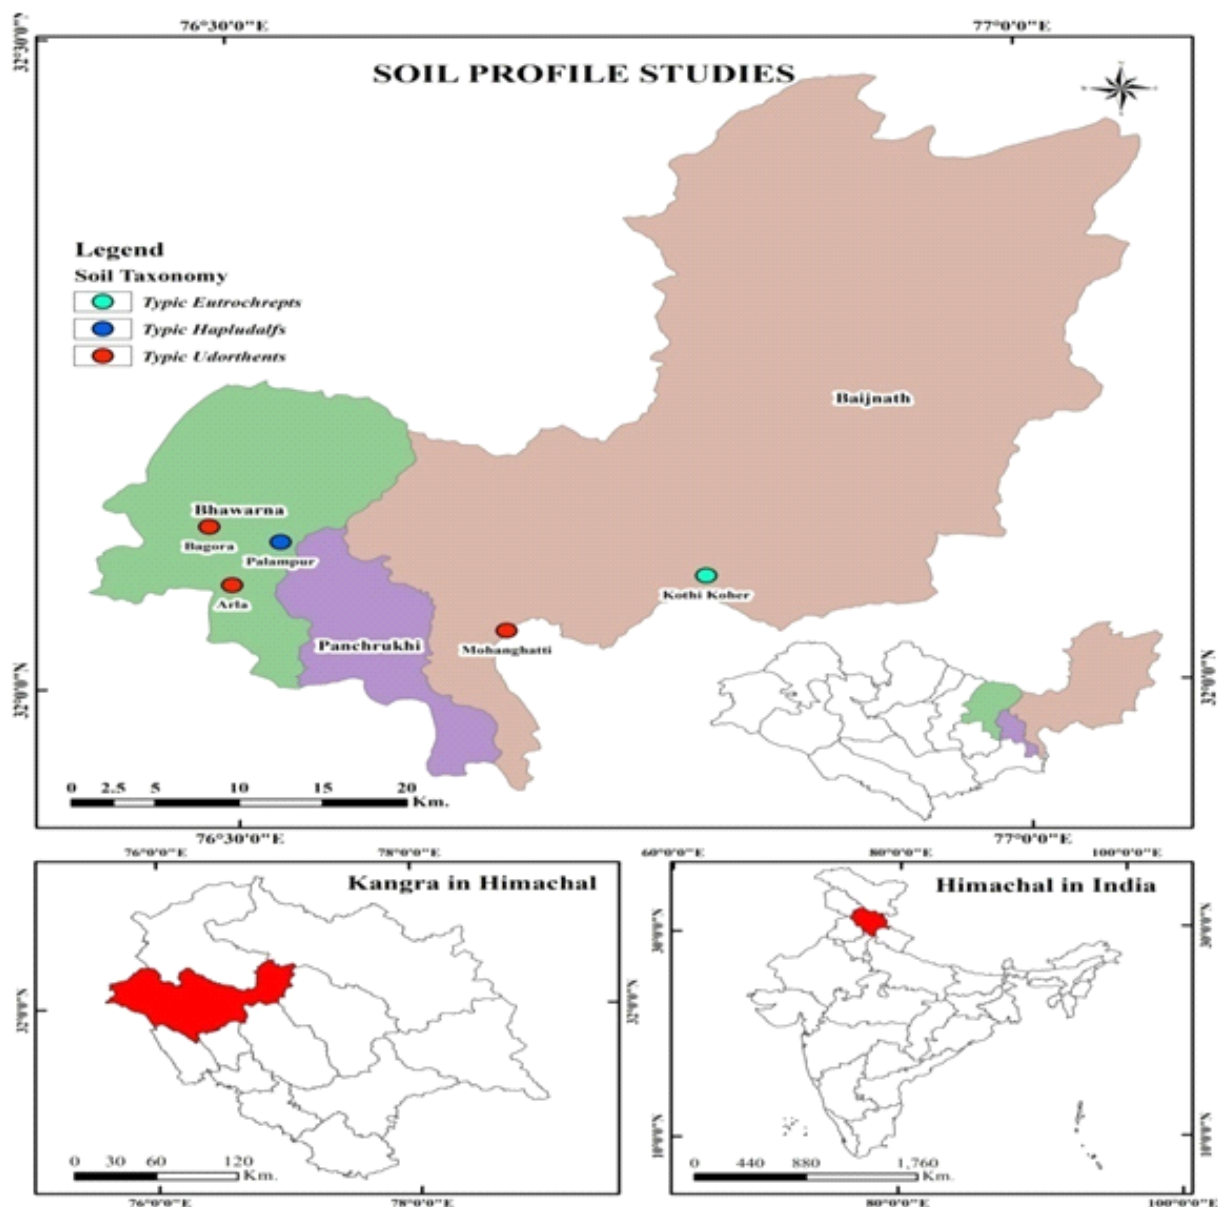 76°30'0"E 77°0'0"E
32°30'0"N
SOIL PROFILE STUDIES
Legend
Soil Taxonomy
Typic Eutrochrepts
Typic Hapludalfs
Typic Udorthents
Baijnath
Bhawarna
Bagora
Palampur
Kothi Koher
Arla
Panchrukhi
Mohanghatti
32°0'0"N 32°0'0"N
0 2.5 5 10 15 20
Km.
76°30'0"E 77°0'0"E
76°0'0"E 78°0'0"E
Kangra in Himachal
32°0'0"N 32°0'0"N
0 30 60 120
Km.
76°0'0"E 78°0'0"E
60°0'0"E 80°0'0"E 100°0'0"E
Himachal in India
30°0'0"N 30°0'0"N
10°0'0"N 10°0'0"N
0 440 880 1,760
Km.
80°0'0"E 100°0'0"E